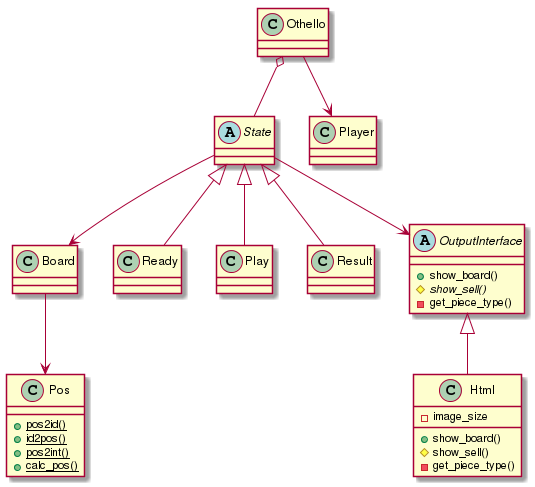 C Othello
A State
C Player
C Board
C Ready
C Play
C Result
A OutputInterface
show_board()
show_sell()
get_piece_type()
C Pos
pos2id()
id2pos()
pos2int()
calc_pos()
C Html
image_size
show_board()
show_sell()
get_piece_type()